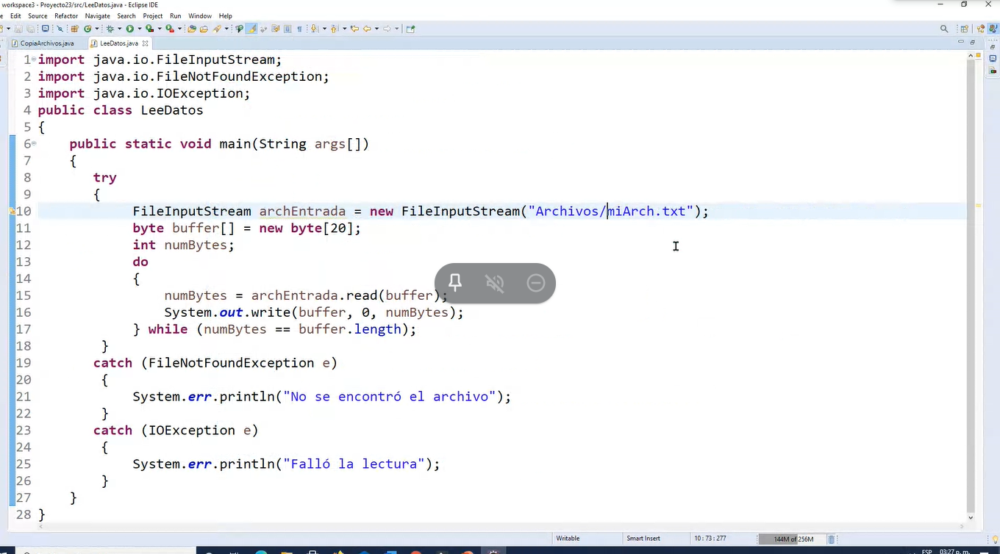 workspace3 - Proyecto23/src/LeeDatos.java - Eclipse IDE
Edit Source Refactor Navigate Search Project Run Window Help
CopiaArchivos.java LeeDatos.java
1 import java.io.FileInputStream;
2 import java.io.FileNotFoundException;
3 import java.io.IOException;
4 public class LeeDatos
5 {
6 public static void main(String args[])
7 {
8 try
9 {
10 FileInputStream archEntrada = new FileInputStream("Archivos/miArch.txt");
11 byte buffer[] = new byte[20];
12 int numBytes;
13 do
14 {
15 numBytes = archEntrada.read(buffer);
16 System.out.write(buffer, 0, numBytes);
17 } while (numBytes == buffer.length);
18 }
19 catch (FileNotFoundException e)
20 {
21 System.err.println("No se encontró el archivo");
22 }
23 catch (IOException e)
24 {
25 System.err.println("Falló la lectura");
26 }
27 }
28 }
Writable Smart Insert 10 : 73 : 277 144M of 256M
ESP 03:27 p. m.